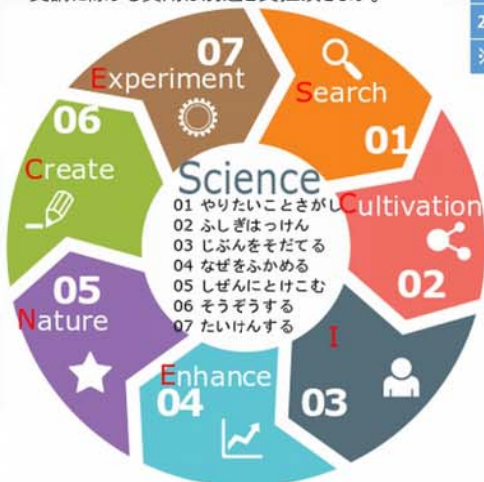 07
Experiment
Search
01
06
Create
Science
01 やりたいことさがし
02 ふしぎはっけん
03 じぶんをそだてる
04 なぜをふかめる
05 しぜんにとけこむ
06 そうぞうする
07 たいけんする
Cultivation
02
05
Nature
I
03
Enhance
04